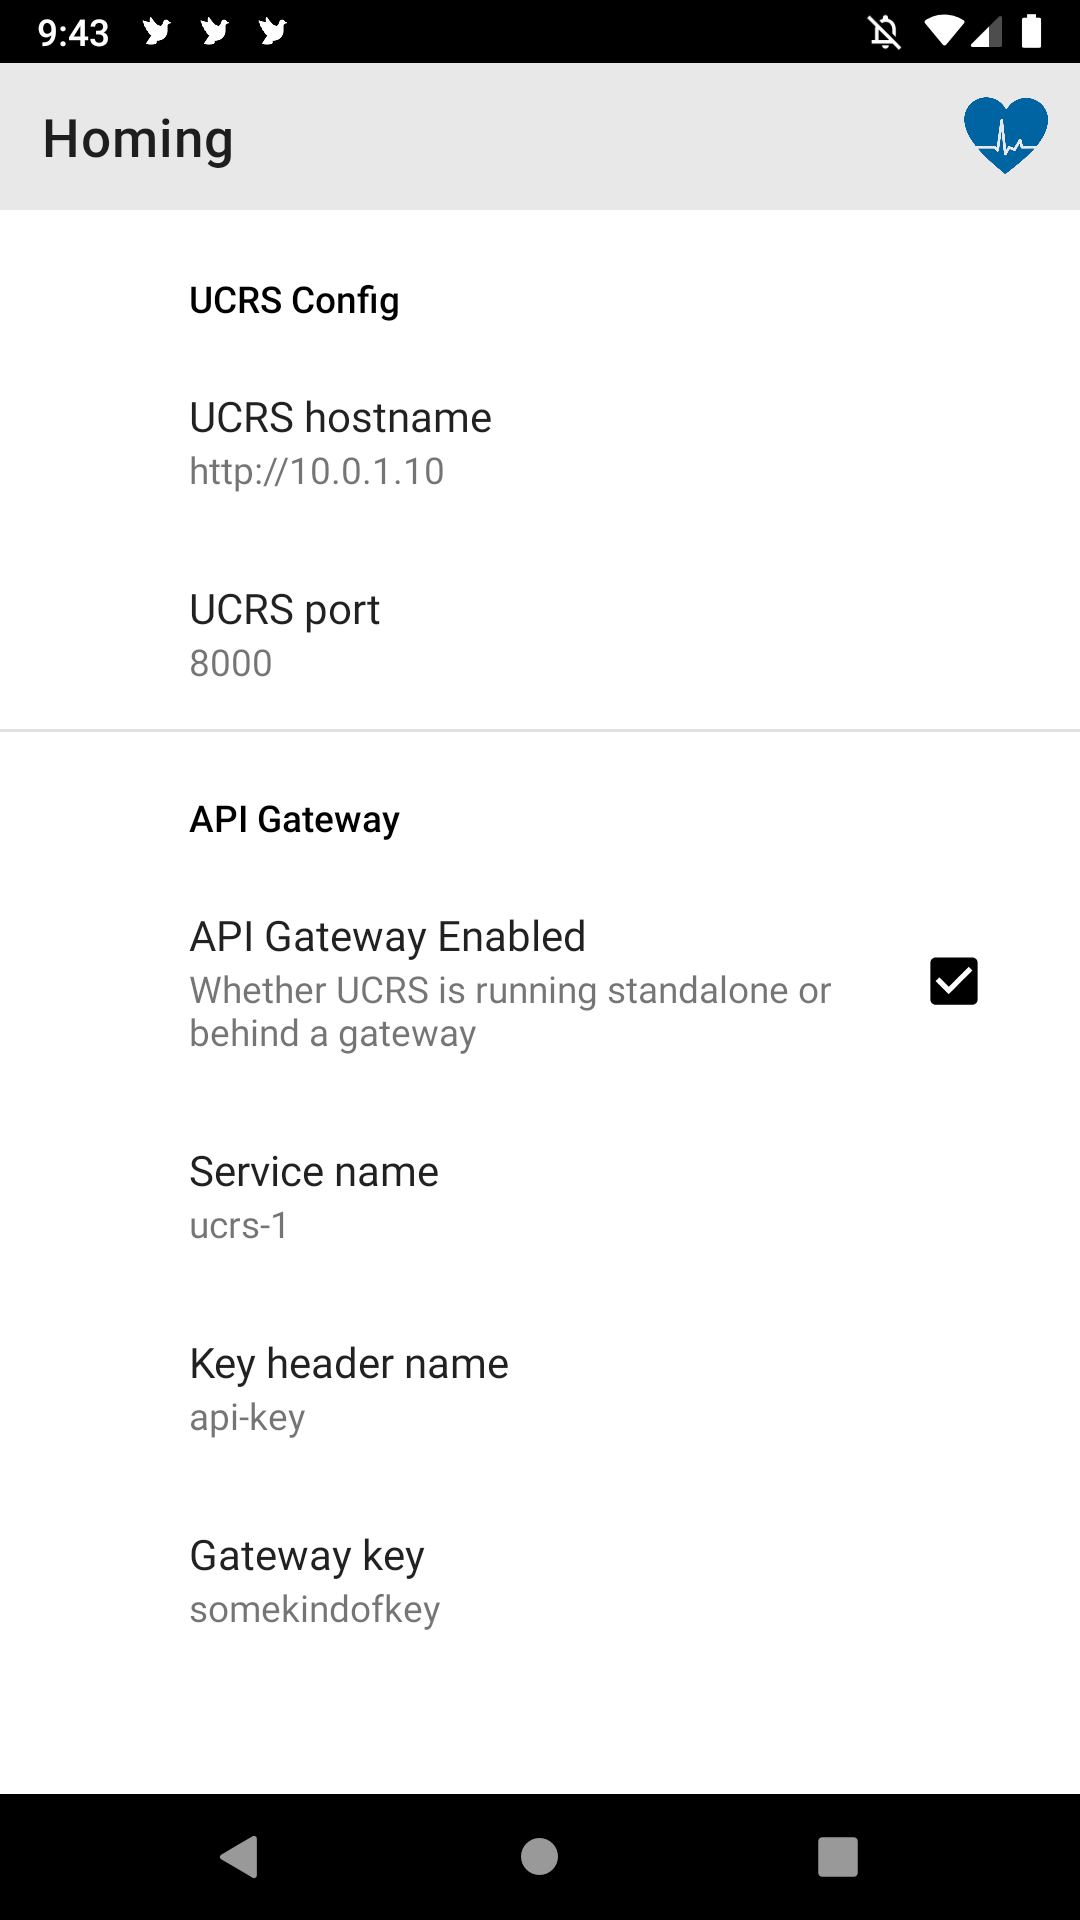 9:43
Homing
UCRS Config
UCRS hostname
http://10.0.1.10
UCRS port
8000
API Gateway
API Gateway Enabled
Whether UCRS is running standalone or
behind a gateway
Service name
ucrs-1
Key header name
api-key
Gateway key
somekindofkey